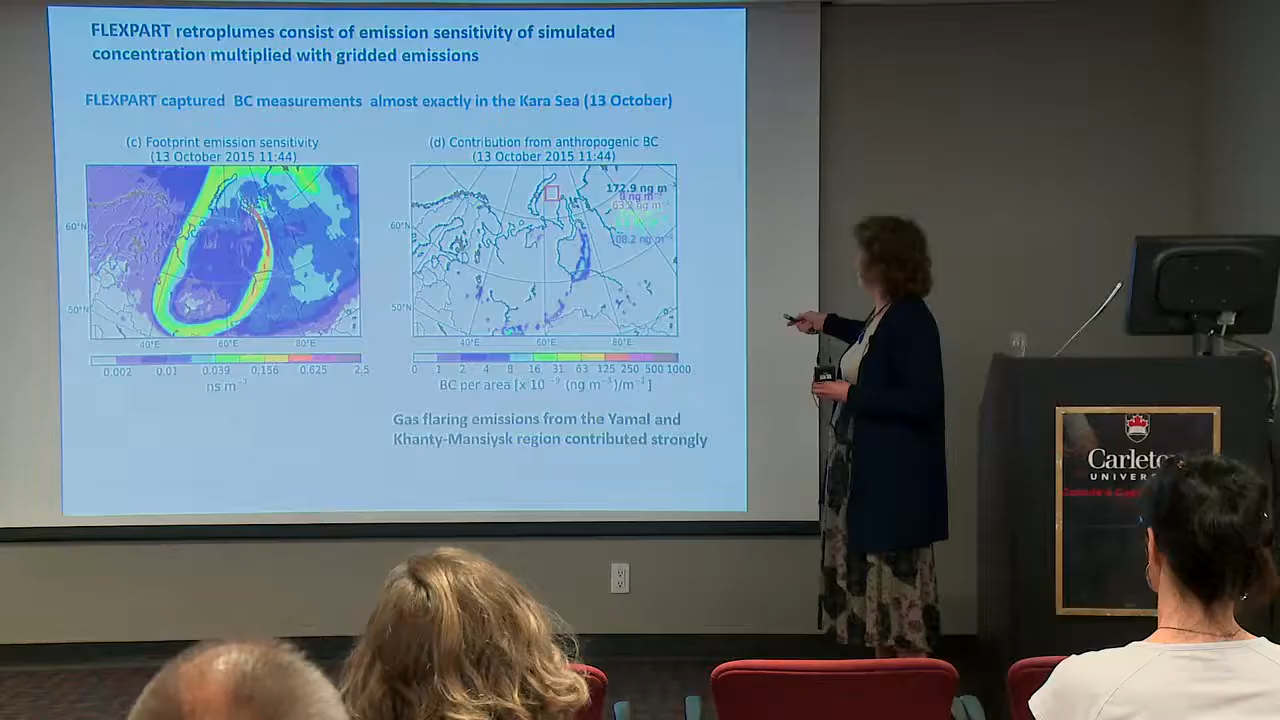 FLEXPART retroplumes consist of emission sensitivity of simulated
concentration multiplied with gridded emissions
FLEXPART captured BC measurements almost exactly in the Kara Sea (13 October)
(c) Footprint emission sensitivity
(13 October 2015 11:44)
60°N
50°N
40°E 60°E 80°E
0.002 0.01 0.039 0.156 0.625 2.5
ns m⁻¹
(d) Contribution from anthropogenic BC
(13 October 2015 11:44)
172.9 ng m
60°N
50°N
40°E 60°E 80°E
0 1 2 4 8 16 31 63 125 250 500 1000
BC per area [x 10⁻⁹ (ng m⁻³)/m⁻²]
Gas flaring emissions from the Yamal and
Khanty-Mansiysk region contributed strongly